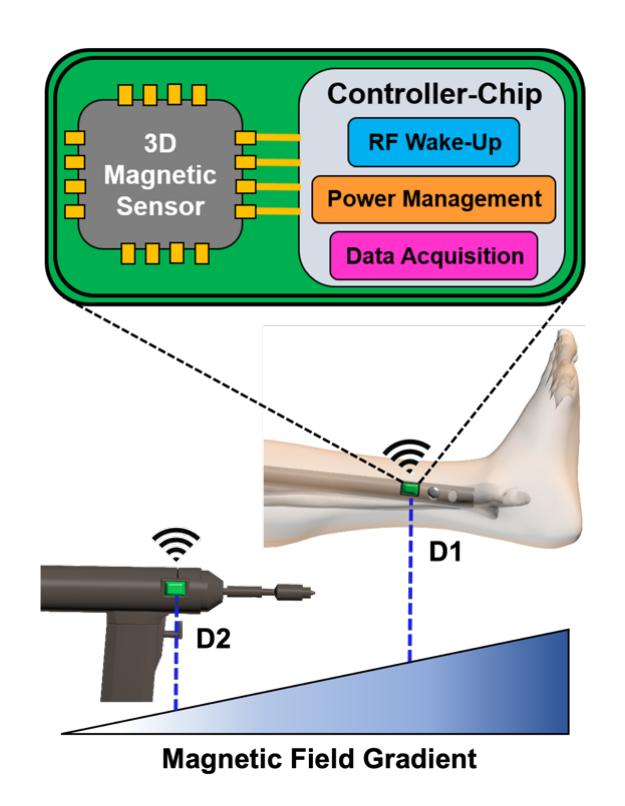 3D
Magnetic
Sensor
Controller-Chip
RF Wake-Up
Power Management
Data Acquisition
D1
D2
Magnetic Field Gradient